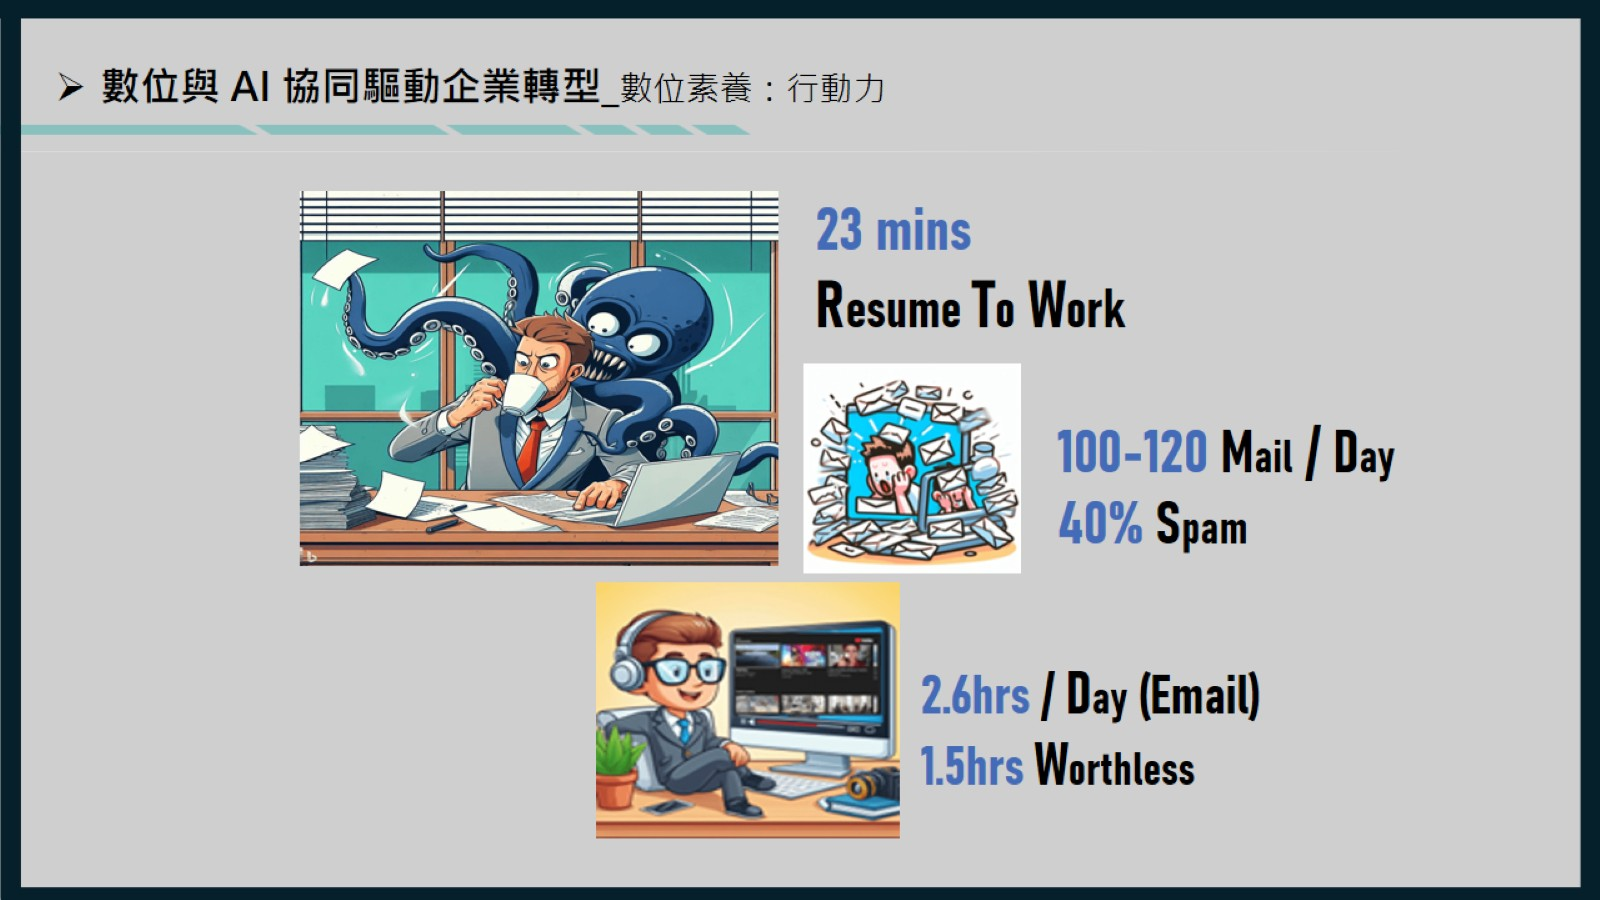 ➢ 數位與 AI 協同驅動企業轉型_數位素養：行動力
23 mins
Resume To Work
100-120 Mail / Day
40% Spam
2.6hrs / Day (Email)
1.5hrs Worthless